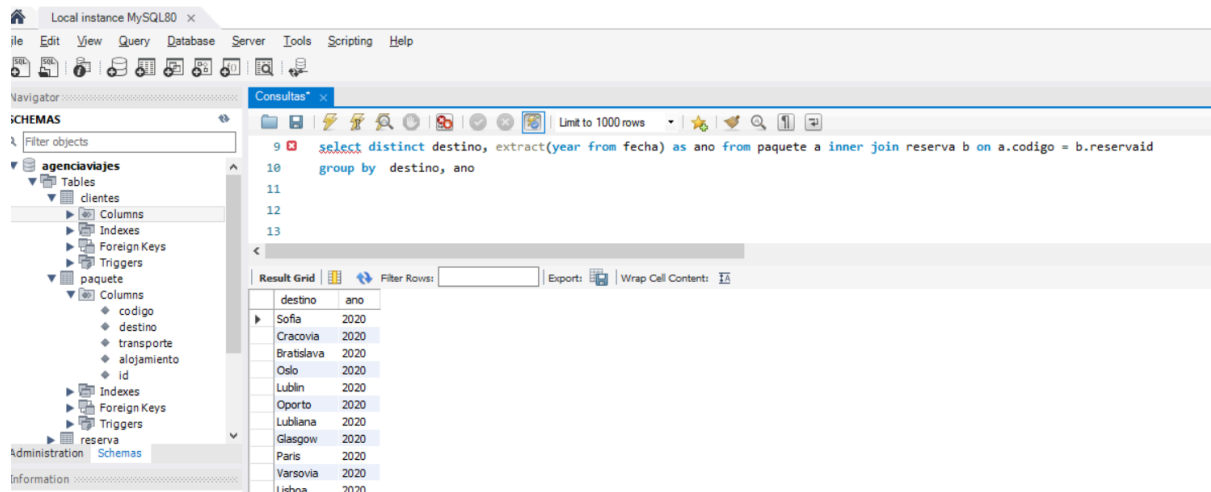 Local instance MySQL80 ×
ile Edit View Query Database Server Tools Scripting Help
SQL SQL
Navigator
Consultas* ×
SCHEMAS
Filter objects
Limit to 1000 rows
agenciaviajes
Tables
clientes
Columns
Indexes
Foreign Keys
Triggers
paquete
Columns
codigo
destino
transporte
alojamiento
id
Indexes
Foreign Keys
Triggers
reserva
Administration Schemas
Information
9 select distinct destino, extract(year from fecha) as ano from paquete a inner join reserva b on a.codigo = b.reservaid
10 group by destino, ano
11
12
13
Result Grid Filter Rows: Export: Wrap Cell Content:
destino ano
Sofia 2020
Cracovia 2020
Bratislava 2020
Oslo 2020
Lublin 2020
Oporto 2020
Lubliana 2020
Glasgow 2020
Paris 2020
Varsovia 2020
Lisboa 2020